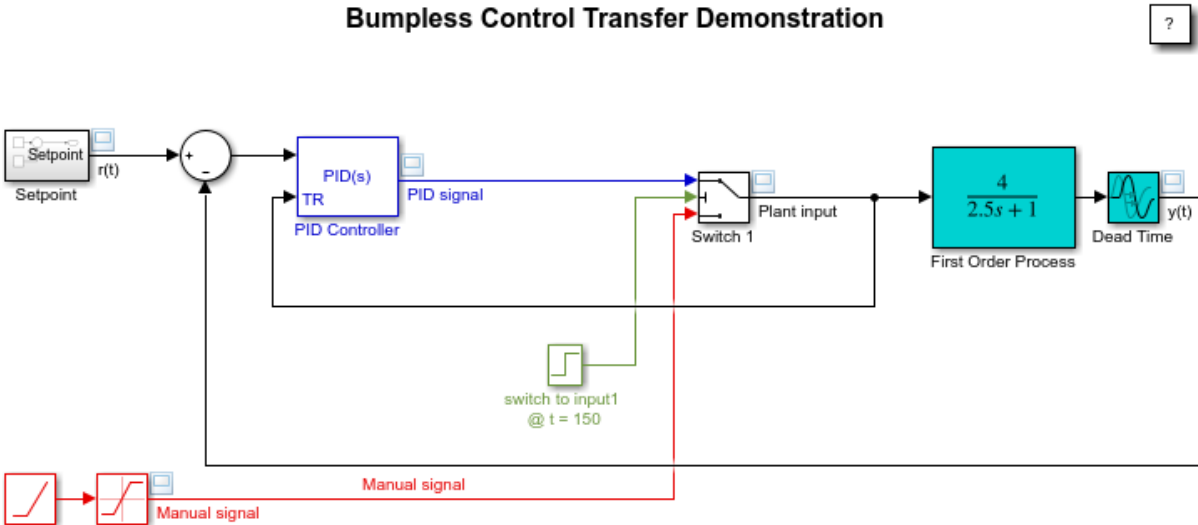 Bumpless Control Transfer Demonstration
?
Setpoint
r(t)
Setpoint
+
-
PID(s)
TR
PID signal
PID Controller
Plant input
Switch 1
4
2.5s + 1
First Order Process
y(t)
Dead Time
switch to input1
@ t = 150
Manual signal
Manual signal